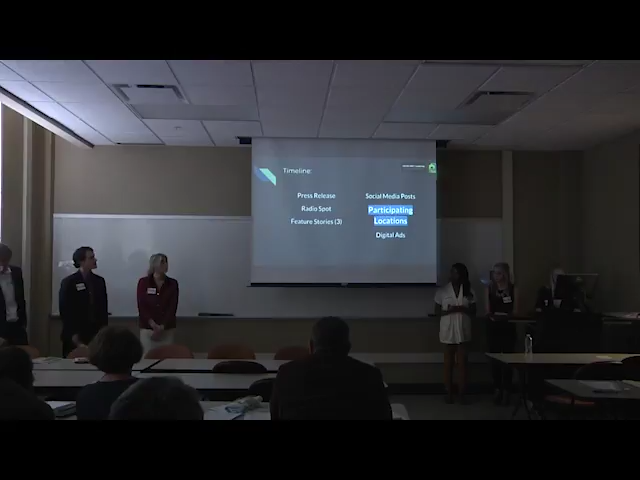 Timeline:
Press Release
Radio Spot
Feature Stories (3)
Social Media Posts
Participating
Locations
Digital Ads